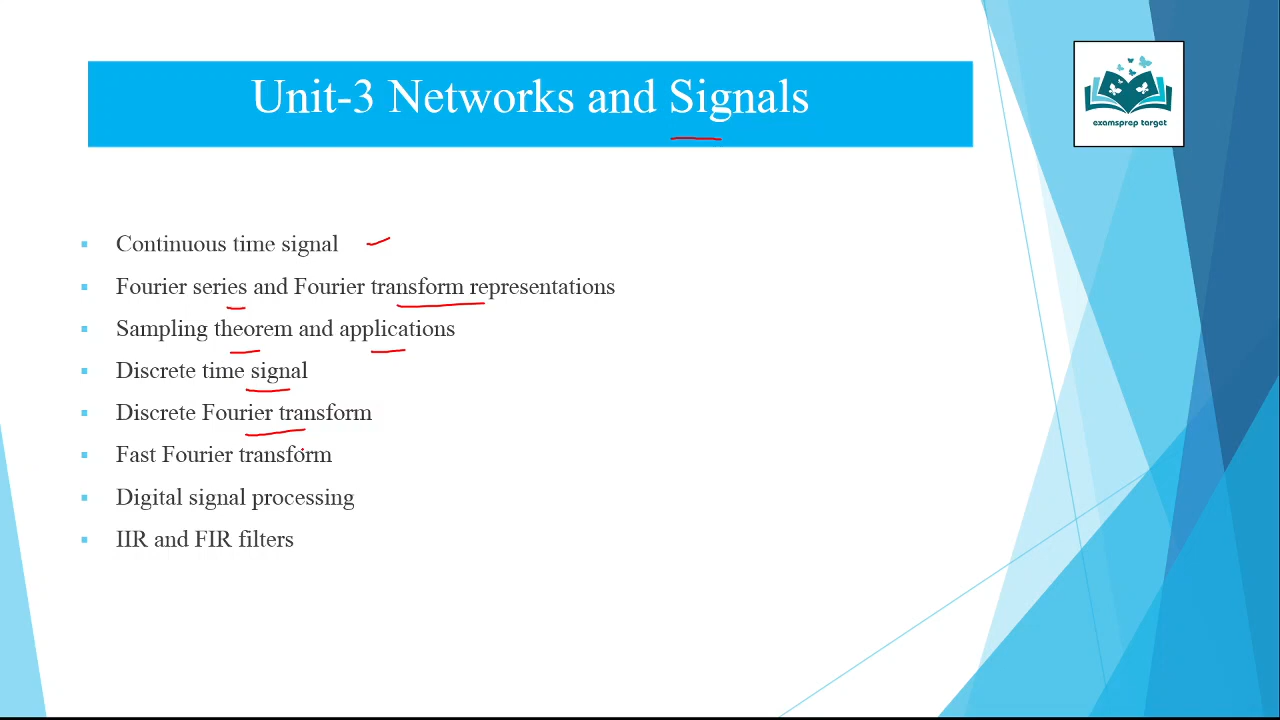 Unit-3 Networks and Signals
examsprep target
Continuous time signal
Fourier series and Fourier transform representations
Sampling theorem and applications
Discrete time signal
Discrete Fourier transform
Fast Fourier transform
Digital signal processing
IIR and FIR filters